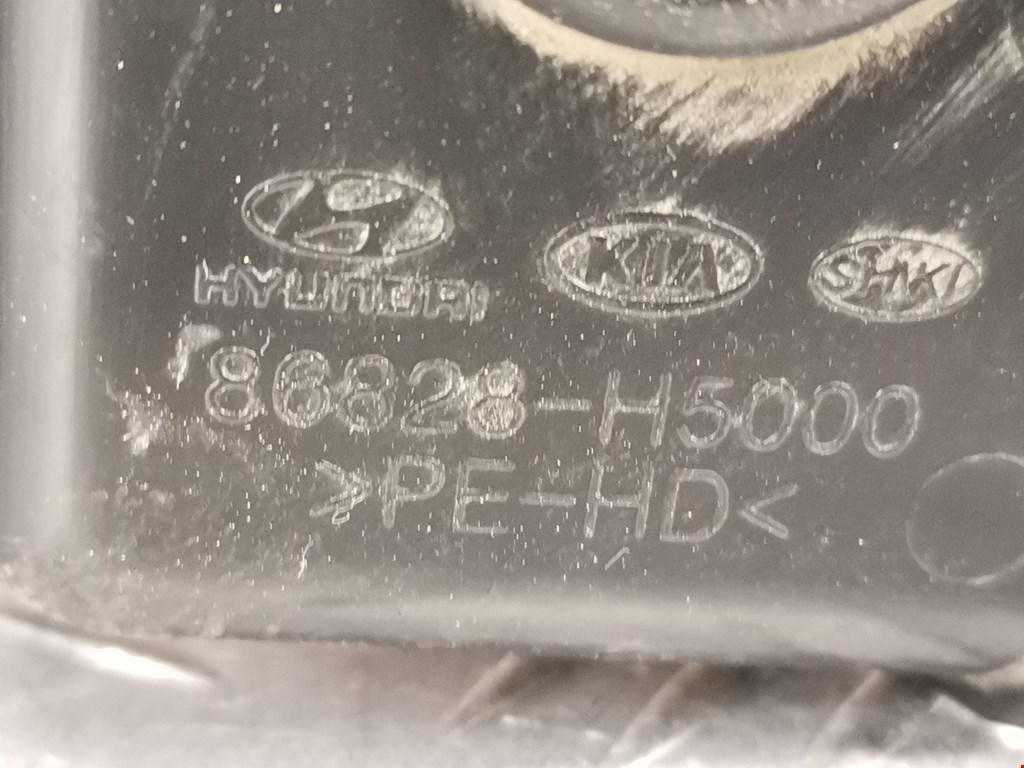 HYUNDAI KIA SHKI
86828-H5000
>PE-HD<